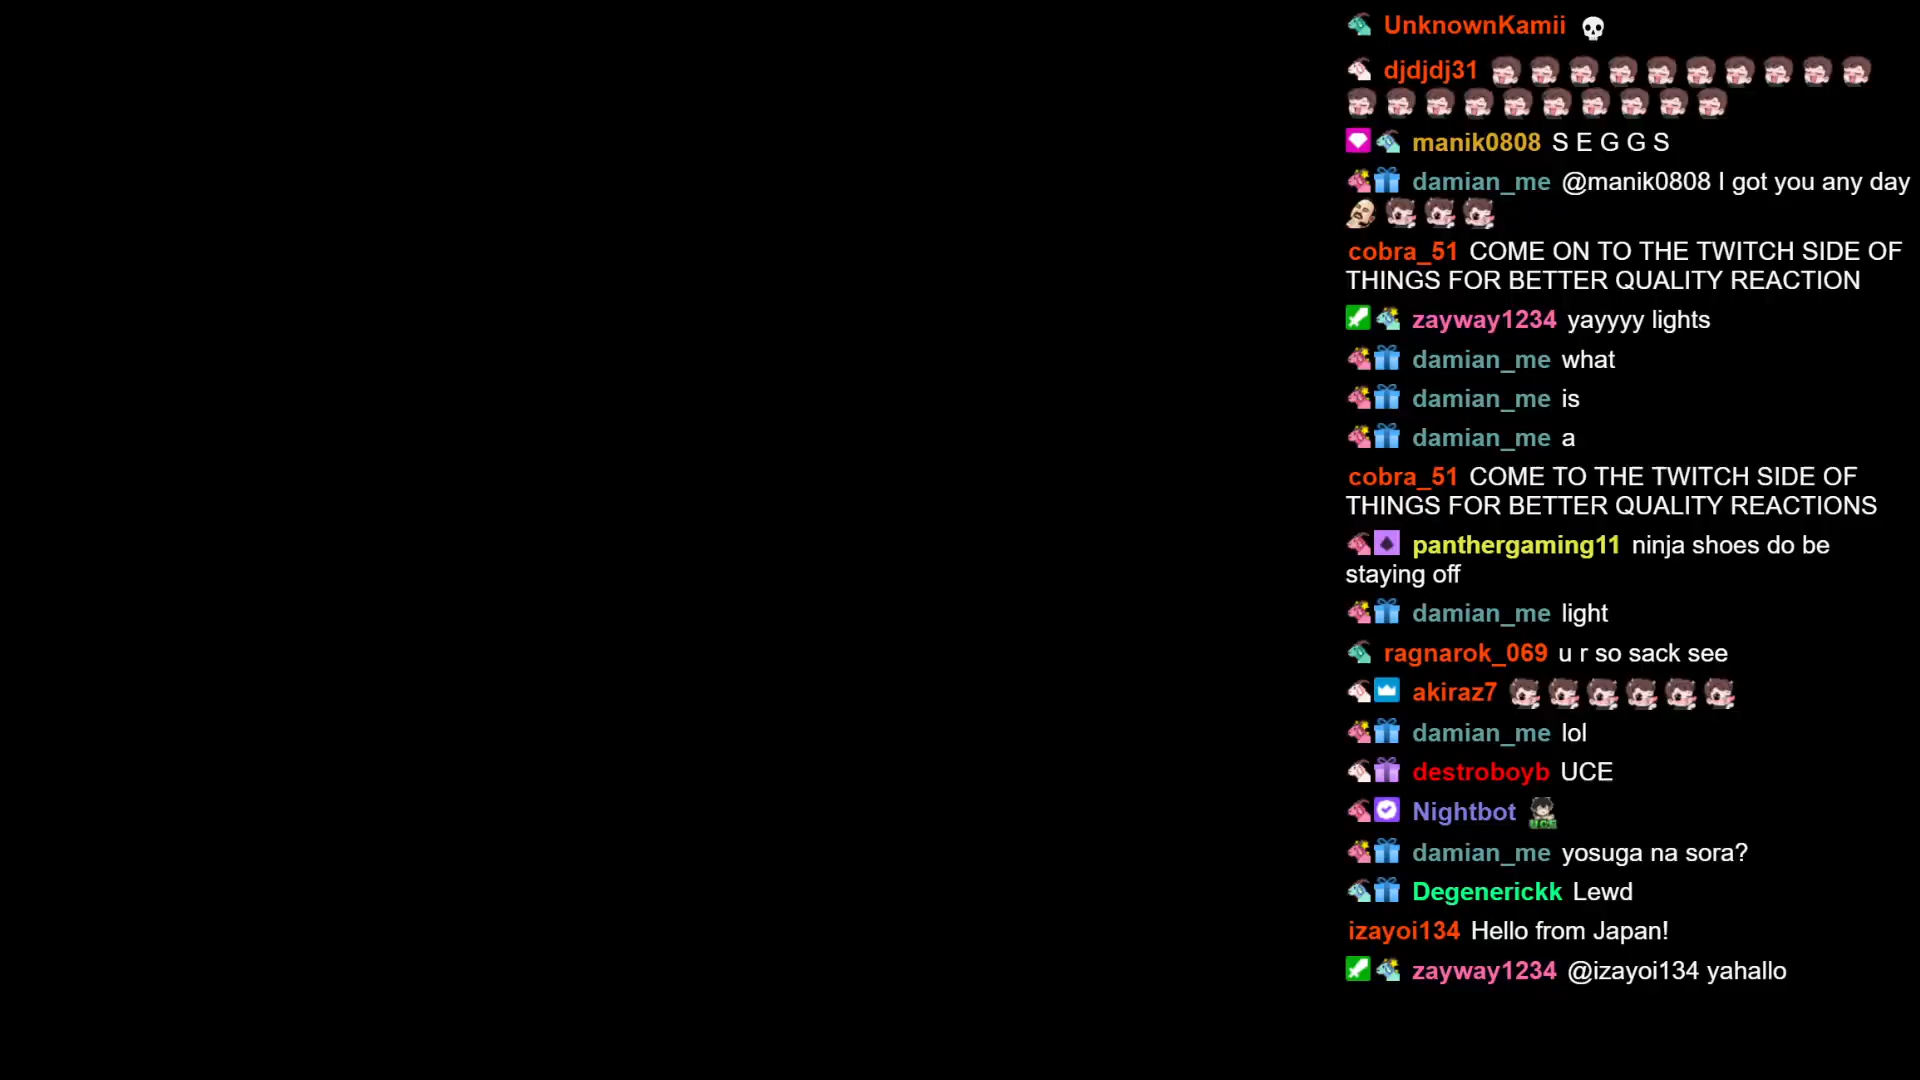 UnknownKamii
djdjdj31
manik0808 S E G G S
damian_me @manik0808 I got you any day
cobra_51 COME ON TO THE TWITCH SIDE OF
THINGS FOR BETTER QUALITY REACTION
zayway1234 yayyyy lights
damian_me what
damian_me is
damian_me a
cobra_51 COME TO THE TWITCH SIDE OF
THINGS FOR BETTER QUALITY REACTIONS
panthergaming11 ninja shoes do be
staying off
damian_me light
ragnarok_069 u r so sack see
akiraz7
damian_me lol
destroboyb UCE
Nightbot UCE
damian_me yosuga na sora?
Degenerickk Lewd
izayoi134 Hello from Japan!
zayway1234 @izayoi134 yahallo